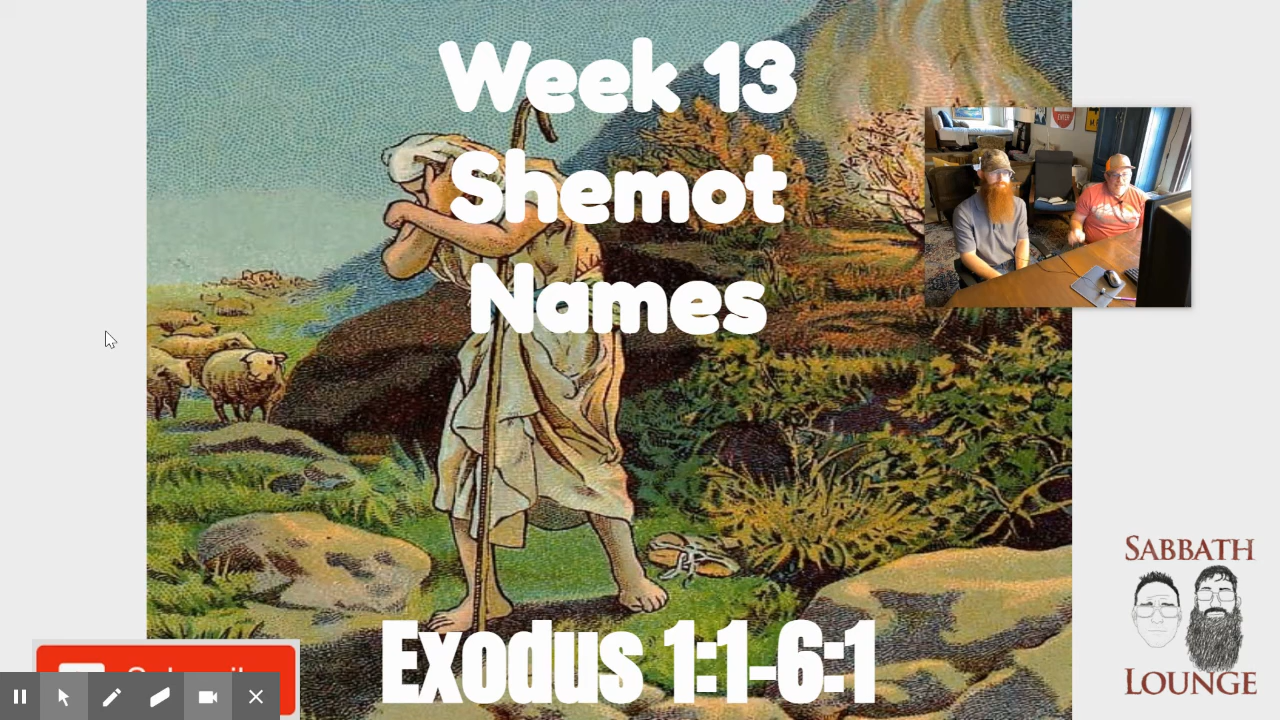 Week 13
Shemot
Names
Exodus 1:1-6:1
SABBATH
LOUNGE